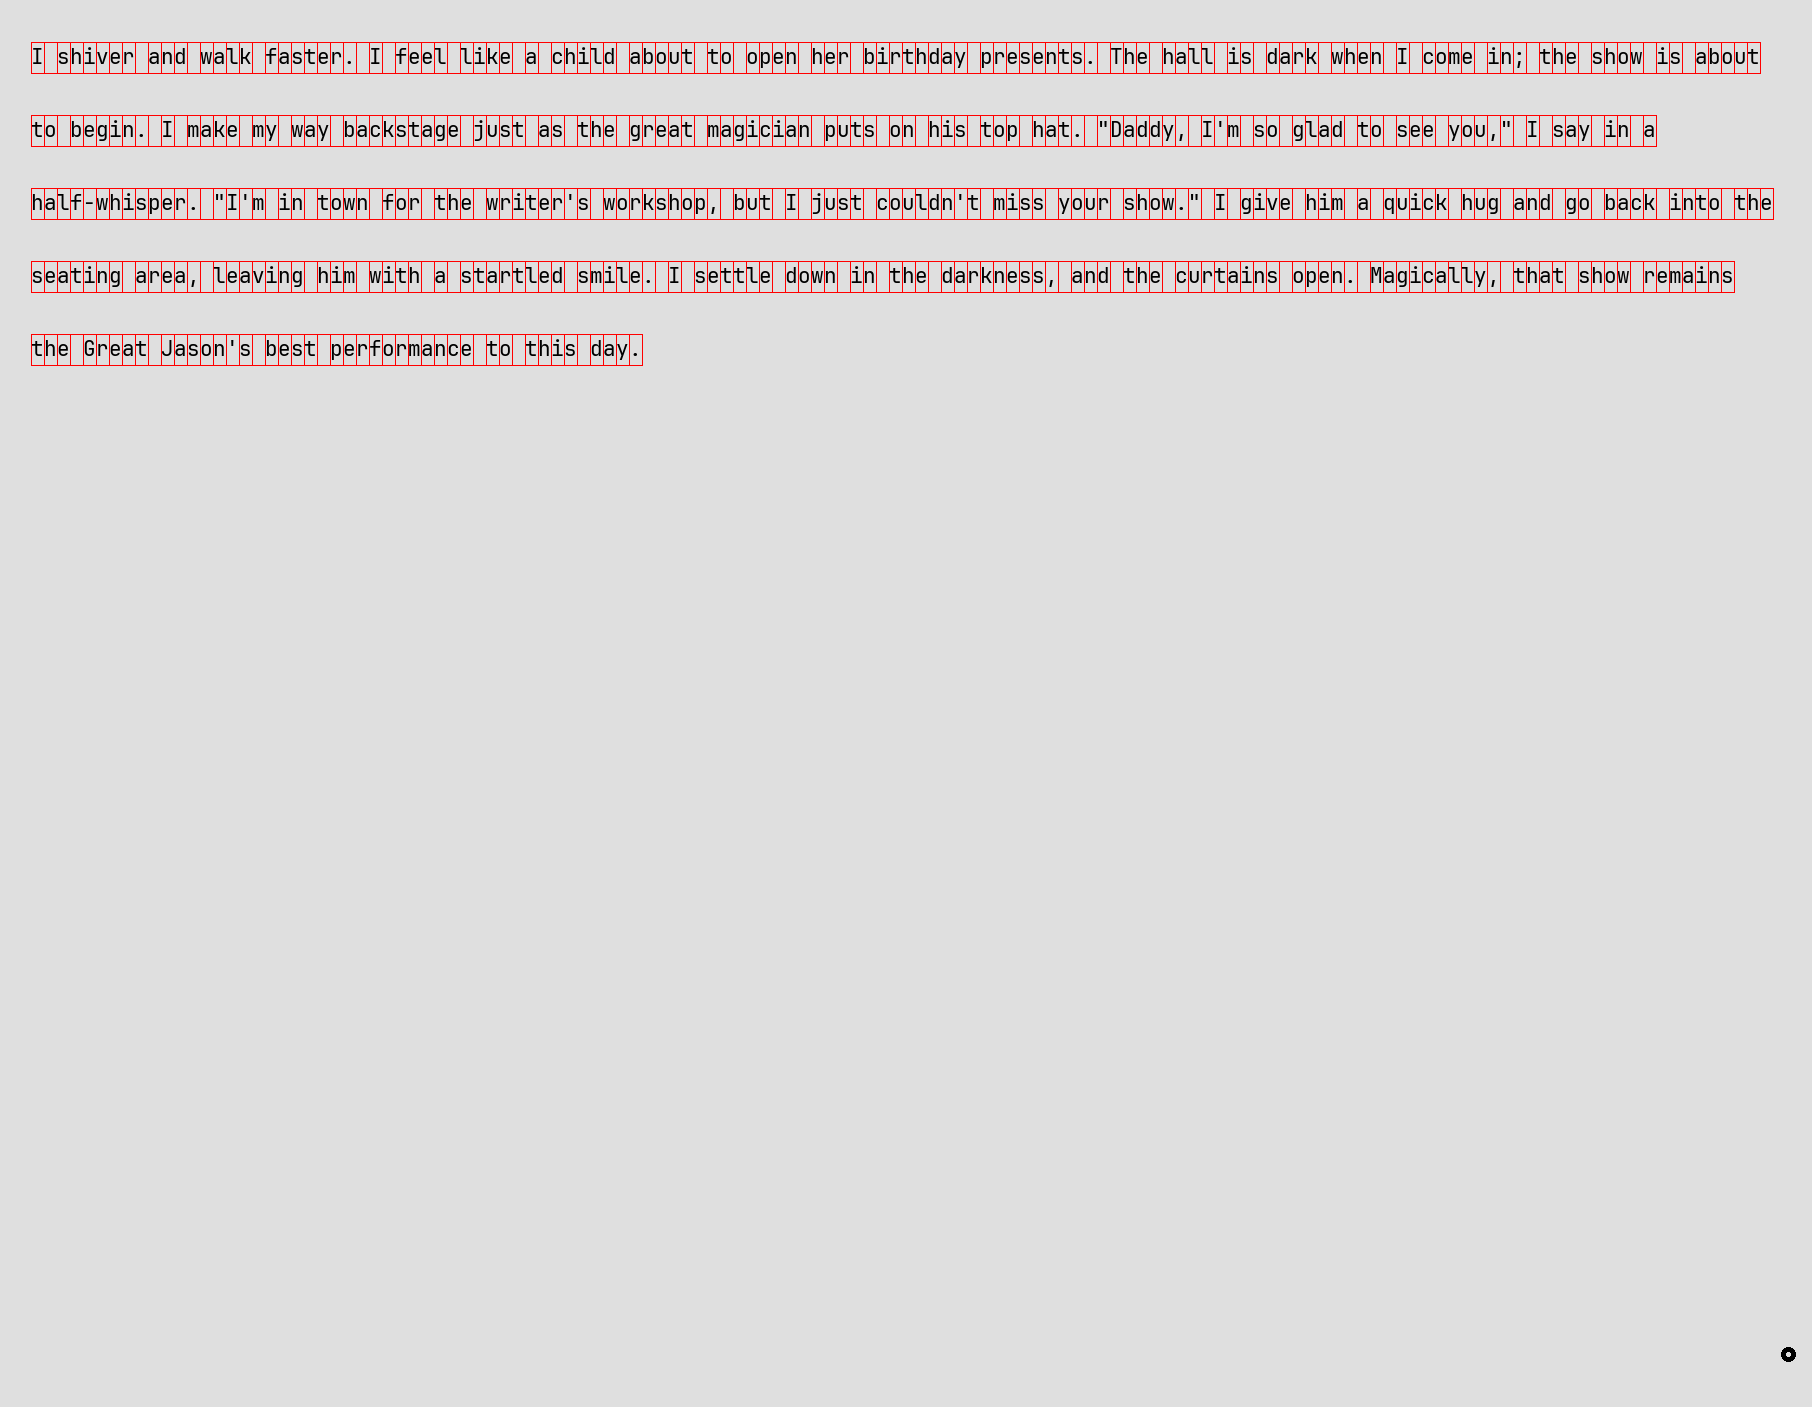 I shiver and walk faster. I feel like a child about to open her birthday presents. The hall is dark when I come in; the show is about
to begin. I make my way backstage just as the great magician puts on his top hat. "Daddy, I'm so glad to see you," I say in a
half-whisper. "I'm in town for the writer's workshop, but I just couldn't miss your show." I give him a quick hug and go back into the
seating area, leaving him with a startled smile. I settle down in the darkness, and the curtains open. Magically, that show remains
the Great Jason's best performance to this day.